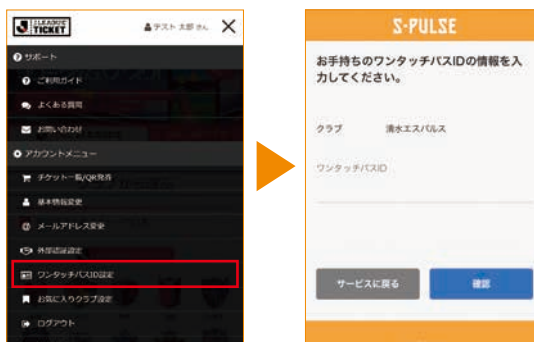 J.LEAGUE TICKET
テスト 太郎 さん
サポート
ご利用ガイド
よくある質問
お問い合わせ
アカウントメニュー
チケット一覧/QR発券
基本情報変更
メールアドレス変更
外部認証設定
ワンタッチパスID設定
お気に入りクラブ設定
ログアウト
S-PULSE
お手持ちのワンタッチパスIDの情報を入
力してください。
クラブ 清水エスパルス
ワンタッチパスID
サービスに戻る
確認